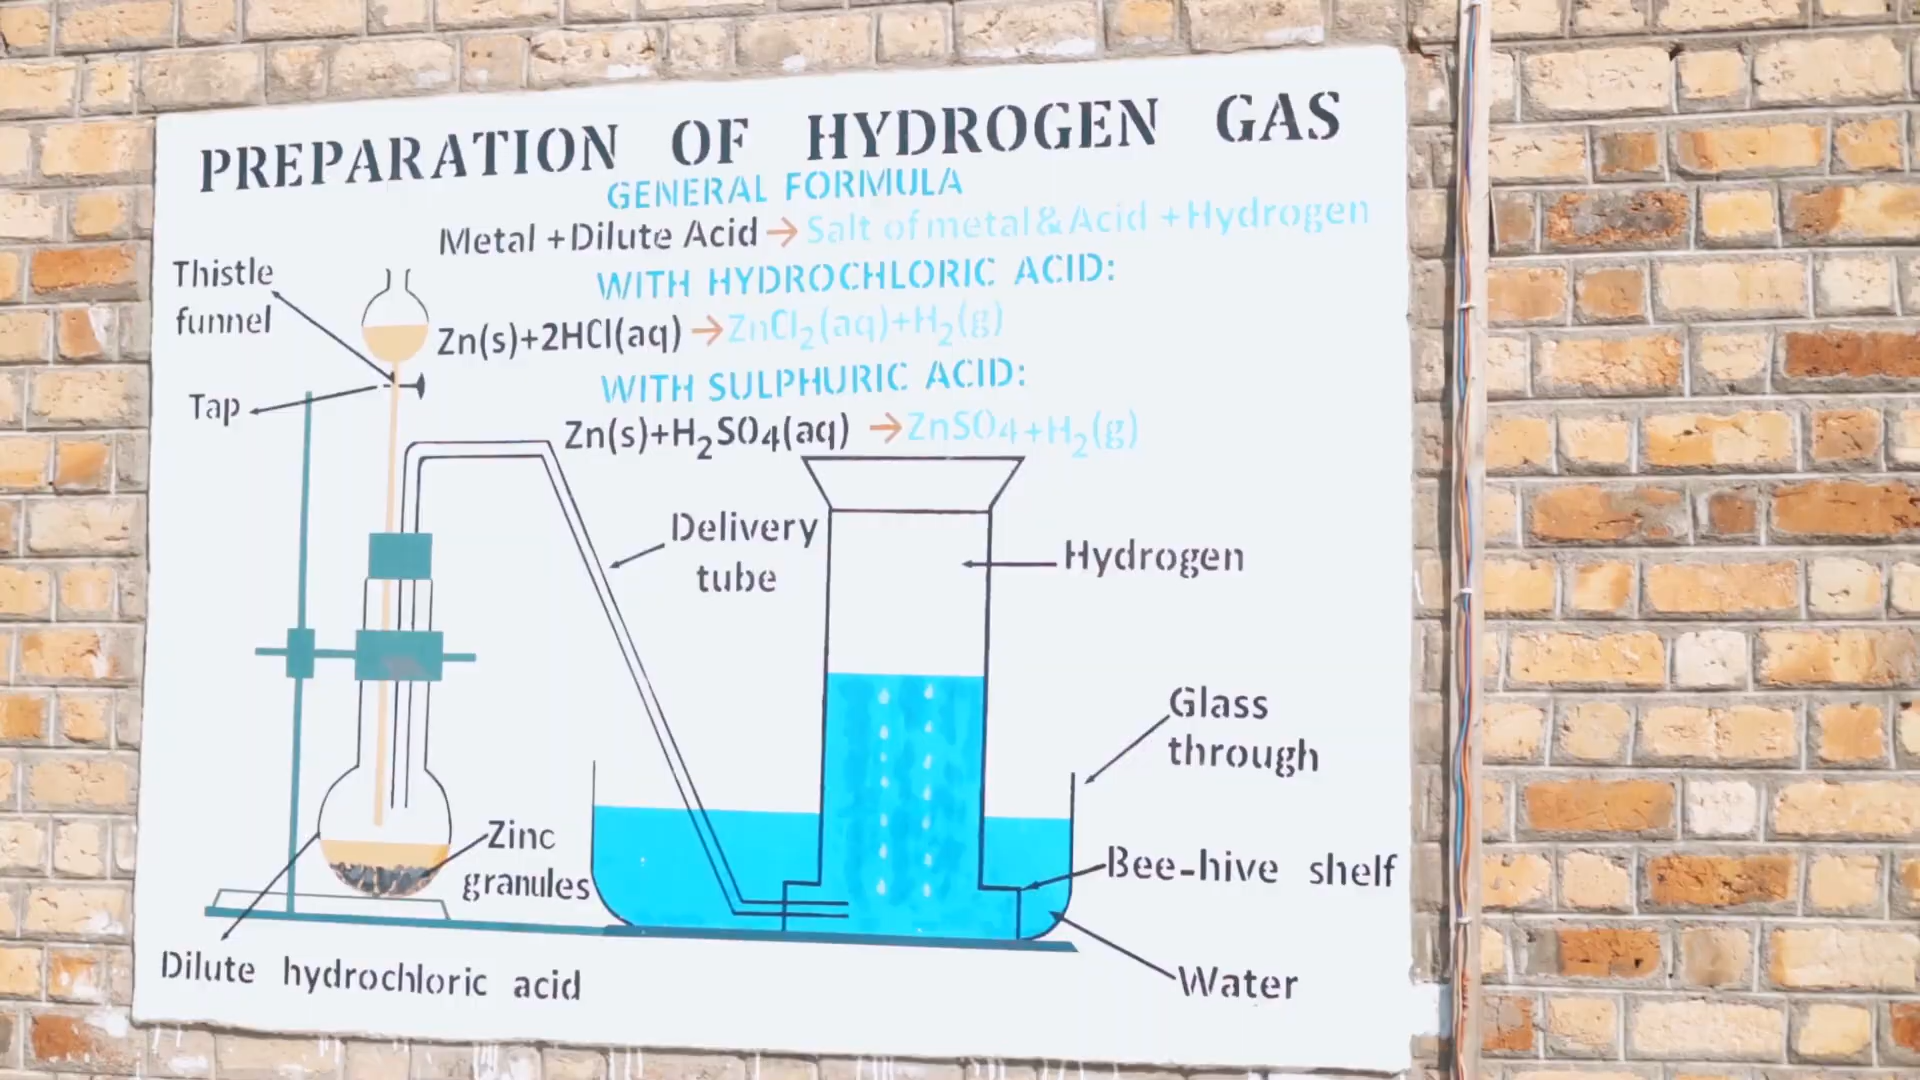 PREPARATION OF HYDROGEN GAS
GENERAL FORMULA
Metal +Dilute Acid → Salt of metal & Acid +Hydrogen
WITH HYDROCHLORIC ACID:
Zn(s)+2HCl(aq) → ZnCl₂(aq)+H₂(g)
WITH SULPHURIC ACID:
Zn(s)+H₂SO₄(aq) → ZnSO₄+H₂(g)
Thistle
funnel
Tap
Delivery
tube
Hydrogen
Glass
through
Zinc
granules
Bee-hive shelf
Dilute hydrochloric acid
Water